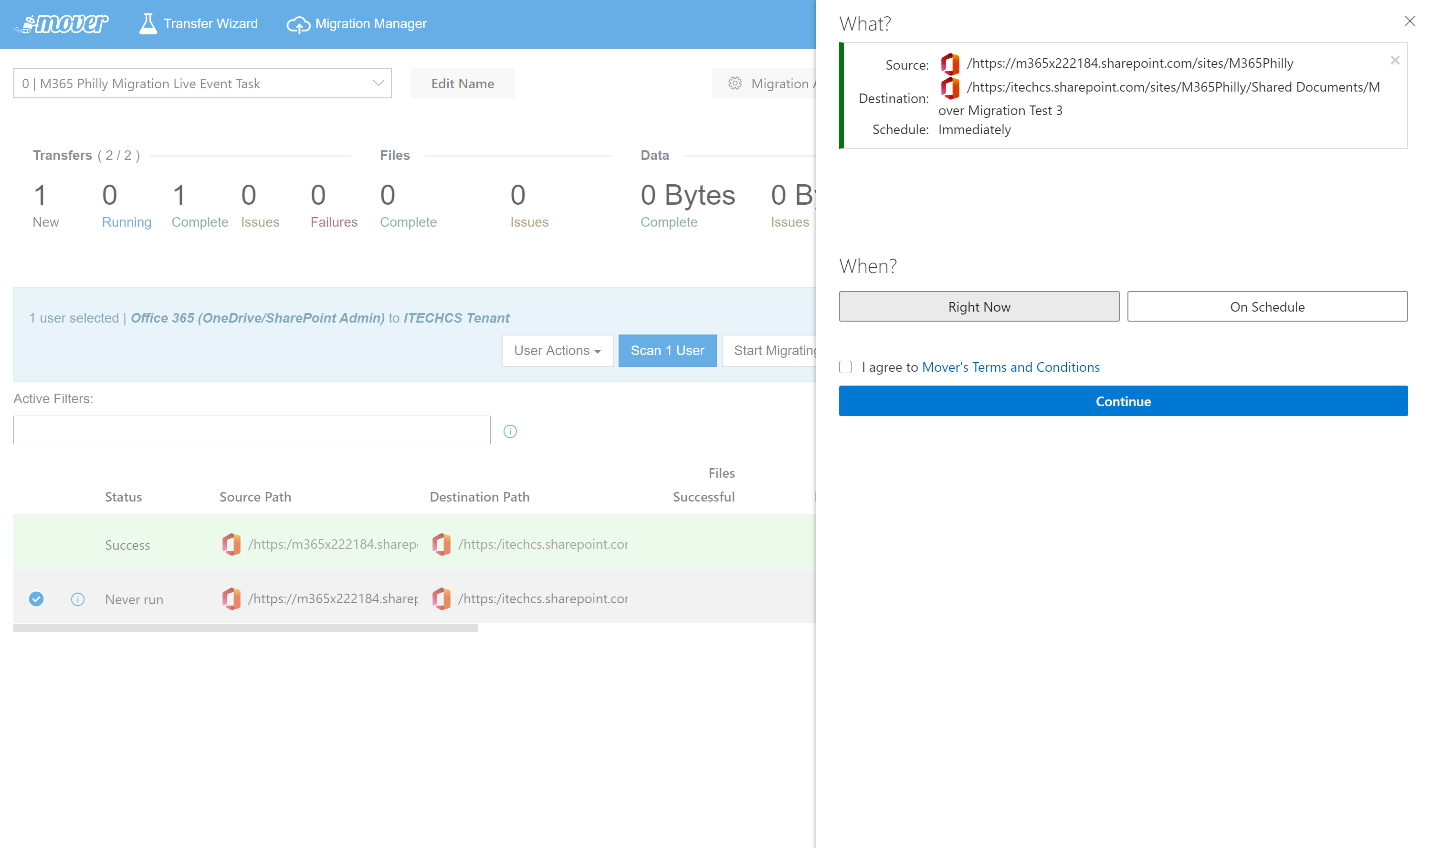 mover
Transfer Wizard
Migration Manager
0 | M365 Philly Migration Live Event Task
Edit Name
Migration
Transfers ( 2 / 2 )
Files
Data
1
0
1
0
0
0
0
0 Bytes
0 B
New
Running
Complete
Issues
Failures
Complete
Issues
Complete
Issues
1 user selected | Office 365 (OneDrive/SharePoint Admin) to ITECHCS Tenant
User Actions
Scan 1 User
Start Migrating
Active Filters:
Files
Status
Source Path
Destination Path
Successful
Success
/https:/m365x222184.sharep
/https:/itechcs.sharepoint.cor
Never run
/https://m365x222184.sharep
/https:/itechcs.sharepoint.cor
What?
Source: /https://m365x222184.sharepoint.com/sites/M365Philly
Destination: /https:/itechcs.sharepoint.com/sites/M365Philly/Shared Documents/M
over Migration Test 3
Schedule: Immediately
When?
Right Now
On Schedule
I agree to Mover's Terms and Conditions
Continue